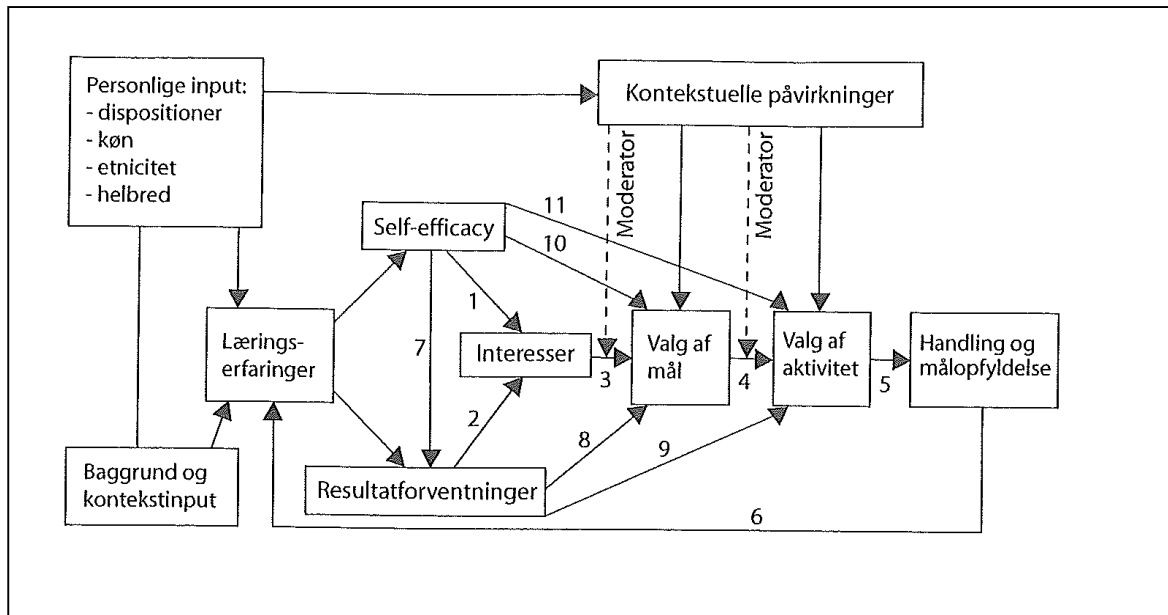 Personlige input:
- dispositioner
- køn
- etnicitet
- helbred
Kontekstuelle påvirkninger
Moderator
Moderator
Self-efficacy
11
10
1
7
Lærings-
erfaringer
Interesser
3
Valg af
mål
4
Valg af
aktivitet
5
Handling og
målopfyldelse
2
8
9
Baggrund og
kontekstinput
Resultatforventninger
6